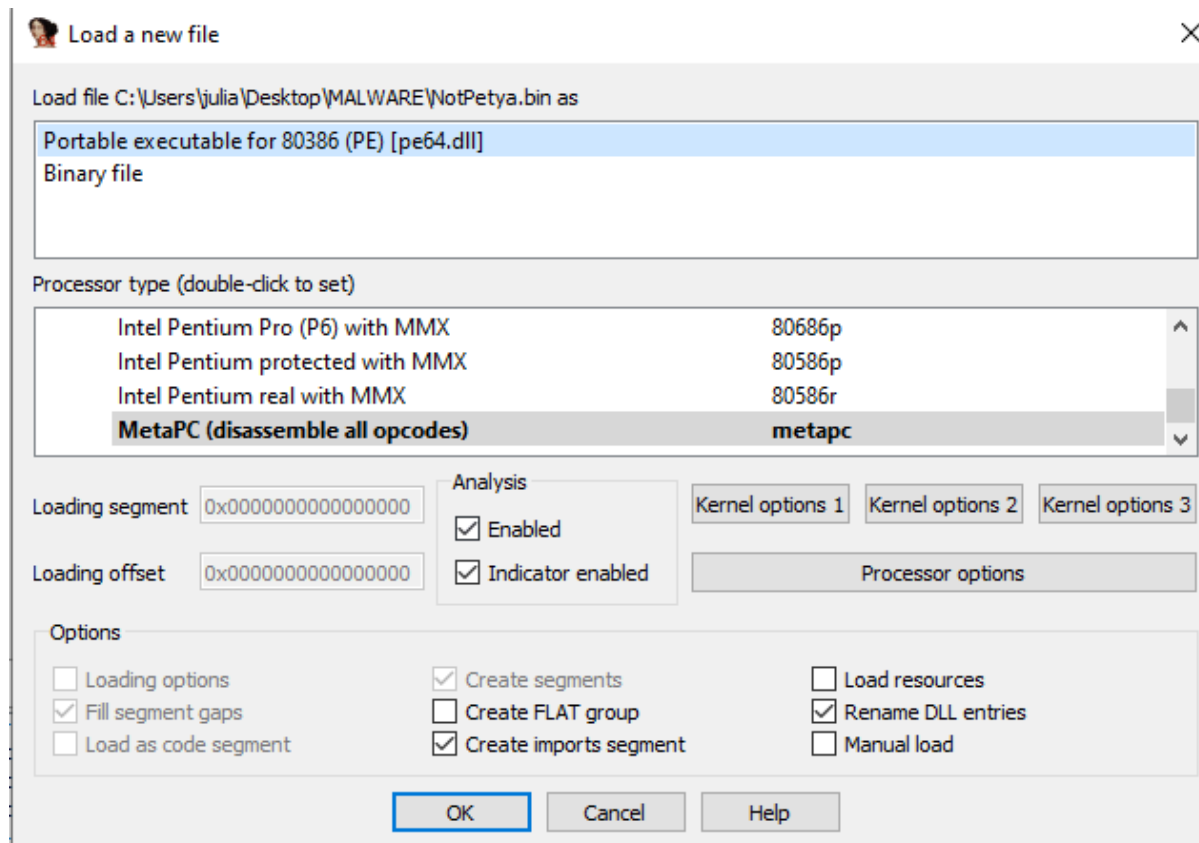 Load a new file
Load file C:\Users\julia\Desktop\MALWARE\NotPetya.bin as
Portable executable for 80386 (PE) [pe64.dll]
Binary file
Processor type (double-click to set)
Intel Pentium Pro (P6) with MMX 80686p
Intel Pentium protected with MMX 80586p
Intel Pentium real with MMX 80586r
MetaPC (disassemble all opcodes) metapc
Analysis
Loading segment 0x0000000000000000
Enabled
Kernel options 1 Kernel options 2 Kernel options 3
Loading offset 0x0000000000000000
Indicator enabled
Processor options
Options
Loading options Create segments Load resources
Fill segment gaps Create FLAT group Rename DLL entries
Load as code segment Create imports segment Manual load
OK Cancel Help